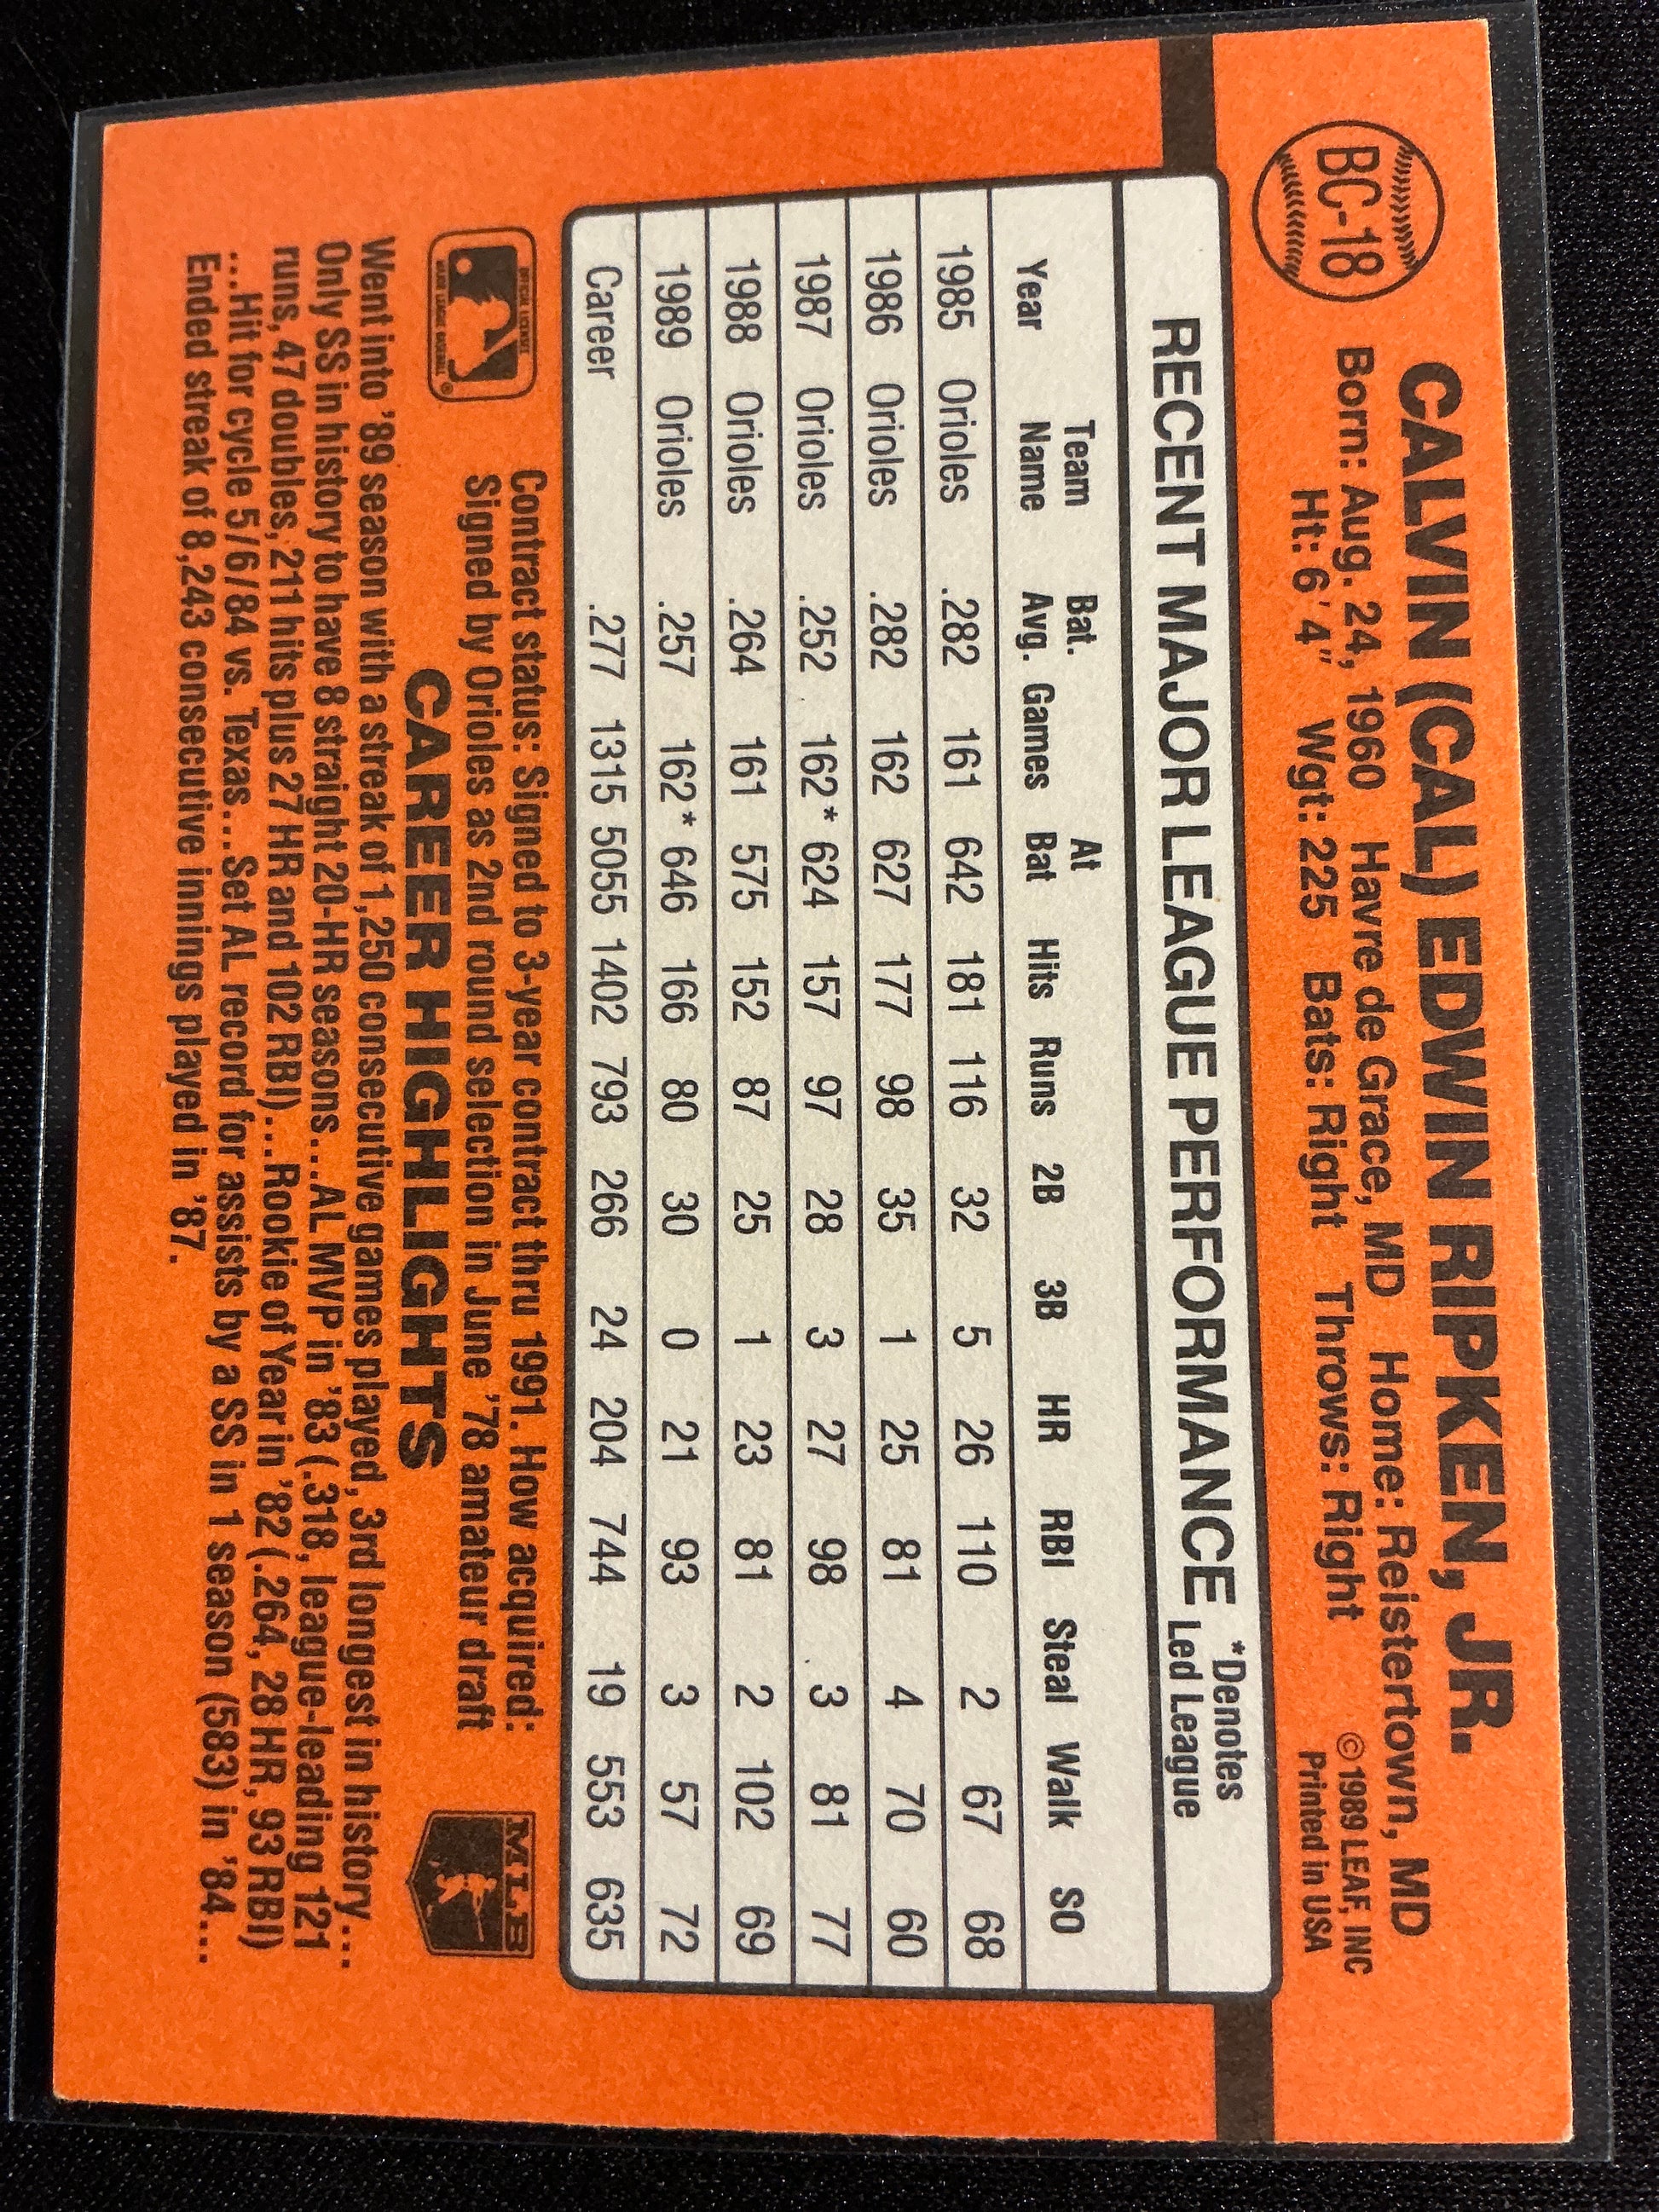 BC-18
CALVIN (CAL) EDWIN RIPKEN, JR.
Born: Aug. 24, 1960 Havre de Grace, MD Home: Reistertown, MD
Ht: 6' 4" Wgt: 225 Bats: Right Throws: Right
© 1989 LEAF, INC
Printed in USA
RECENT MAJOR LEAGUE PERFORMANCE
*Denotes
Led League
Year Team Name Bat. Avg. Games At Bat Hits Runs 2B 3B HR RBI Steal Walk SO
1985 Orioles .282 161 642 181 116 32 5 26 110 2 67 68
1986 Orioles .282 162 627 177 98 35 1 25 81 4 70 60
1987 Orioles .252 162* 624 157 97 28 3 27 98 3 81 77
1988 Orioles .264 161 575 152 87 25 1 23 81 2 102 69
1989 Orioles .257 162* 646 166 80 30 0 21 93 3 57 72
Career .277 1315 5055 1402 793 266 24 204 744 19 553 635
OFFICIAL LICENSEE
MAJOR LEAGUE BASEBALL
®
Contract status: Signed to 3-year contract thru 1991. How acquired:
Signed by Orioles as 2nd round selection in June '78 amateur draft
MLB
CAREER HIGHLIGHTS
Went into '89 season with a streak of 1,250 consecutive games played, 3rd longest in history...
Only SS in history to have 8 straight 20-HR seasons...AL MVP in '83 (.318, league-leading 121
runs, 47 doubles, 211 hits plus 27 HR and 102 RBI)...Rookie of Year in '82 (.264, 28 HR, 93 RBI)
...Hit for cycle 5/6/84 vs. Texas...Set AL record for assists by a SS in 1 season (583) in '84...
Ended streak of 8,243 consecutive innings played in '87.